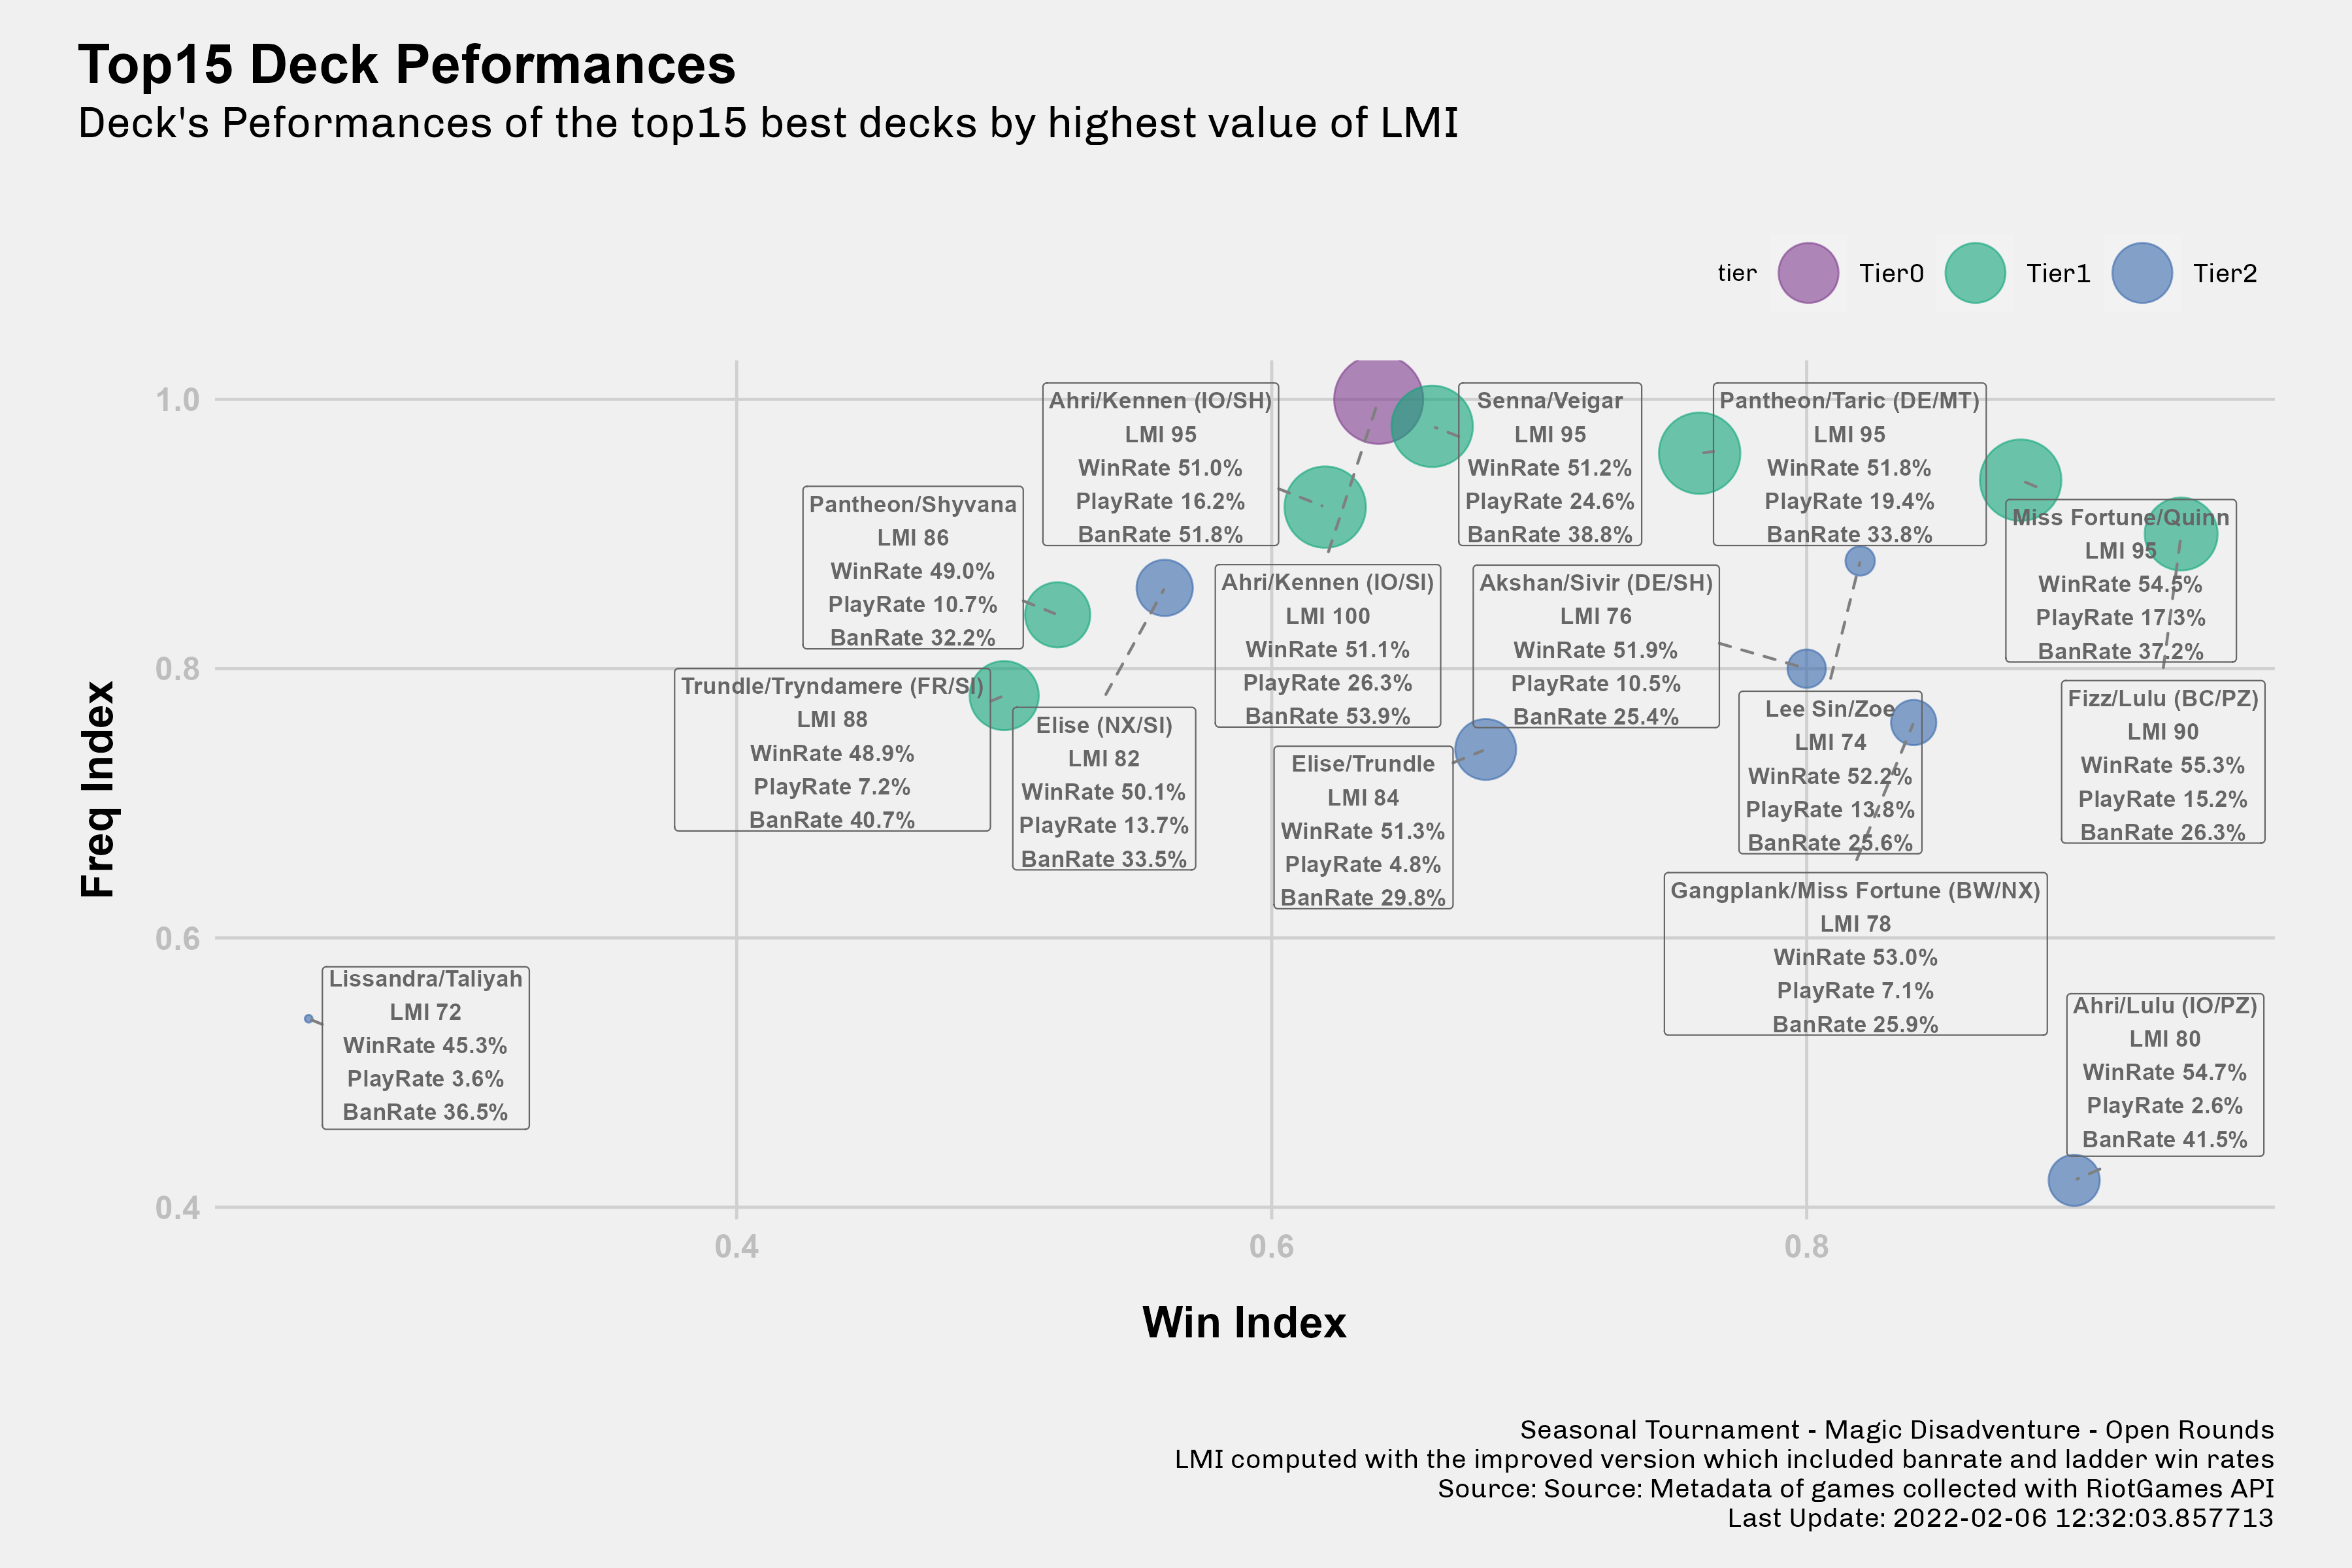 Top15 Deck Peformances
Deck's Peformances of the top15 best decks by highest value of LMI
tier
Tier0
Tier1
Tier2
Freq Index
1.0
0.8
0.6
0.4
Ahri/Kennen (IO/SH)
LMI 95
WinRate 51.0%
PlayRate 16.2%
BanRate 51.8%
Senna/Veigar
LMI 95
WinRate 51.2%
PlayRate 24.6%
BanRate 38.8%
Pantheon/Taric (DE/MT)
LMI 95
WinRate 51.8%
PlayRate 19.4%
BanRate 33.8%
Pantheon/Shyvana
LMI 86
WinRate 49.0%
PlayRate 10.7%
BanRate 32.2%
Miss Fortune/Quinn
LMI 95
WinRate 54.5%
PlayRate 17.3%
BanRate 37.2%
Ahri/Kennen (IO/SI)
LMI 100
WinRate 51.1%
PlayRate 26.3%
BanRate 53.9%
Akshan/Sivir (DE/SH)
LMI 76
WinRate 51.9%
PlayRate 10.5%
BanRate 25.4%
Trundle/Tryndamere (FR/SI)
LMI 88
WinRate 48.9%
PlayRate 7.2%
BanRate 40.7%
Elise (NX/SI)
LMI 82
WinRate 50.1%
PlayRate 13.7%
BanRate 33.5%
Elise/Trundle
LMI 84
WinRate 51.3%
PlayRate 4.8%
BanRate 29.8%
Lee Sin/Zoe
LMI 74
WinRate 52.2%
PlayRate 13.8%
BanRate 25.6%
Fizz/Lulu (BC/PZ)
LMI 90
WinRate 55.3%
PlayRate 15.2%
BanRate 26.3%
Gangplank/Miss Fortune (BW/NX)
LMI 78
WinRate 53.0%
PlayRate 7.1%
BanRate 25.9%
Lissandra/Taliyah
LMI 72
WinRate 45.3%
PlayRate 3.6%
BanRate 36.5%
Ahri/Lulu (IO/PZ)
LMI 80
WinRate 54.7%
PlayRate 2.6%
BanRate 41.5%
0.4
0.6
0.8
Win Index
Seasonal Tournament - Magic Disadventure - Open Rounds
LMI computed with the improved version which included banrate and ladder win rates
Source: Source: Metadata of games collected with RiotGames API
Last Update: 2022-02-06 12:32:03.857713